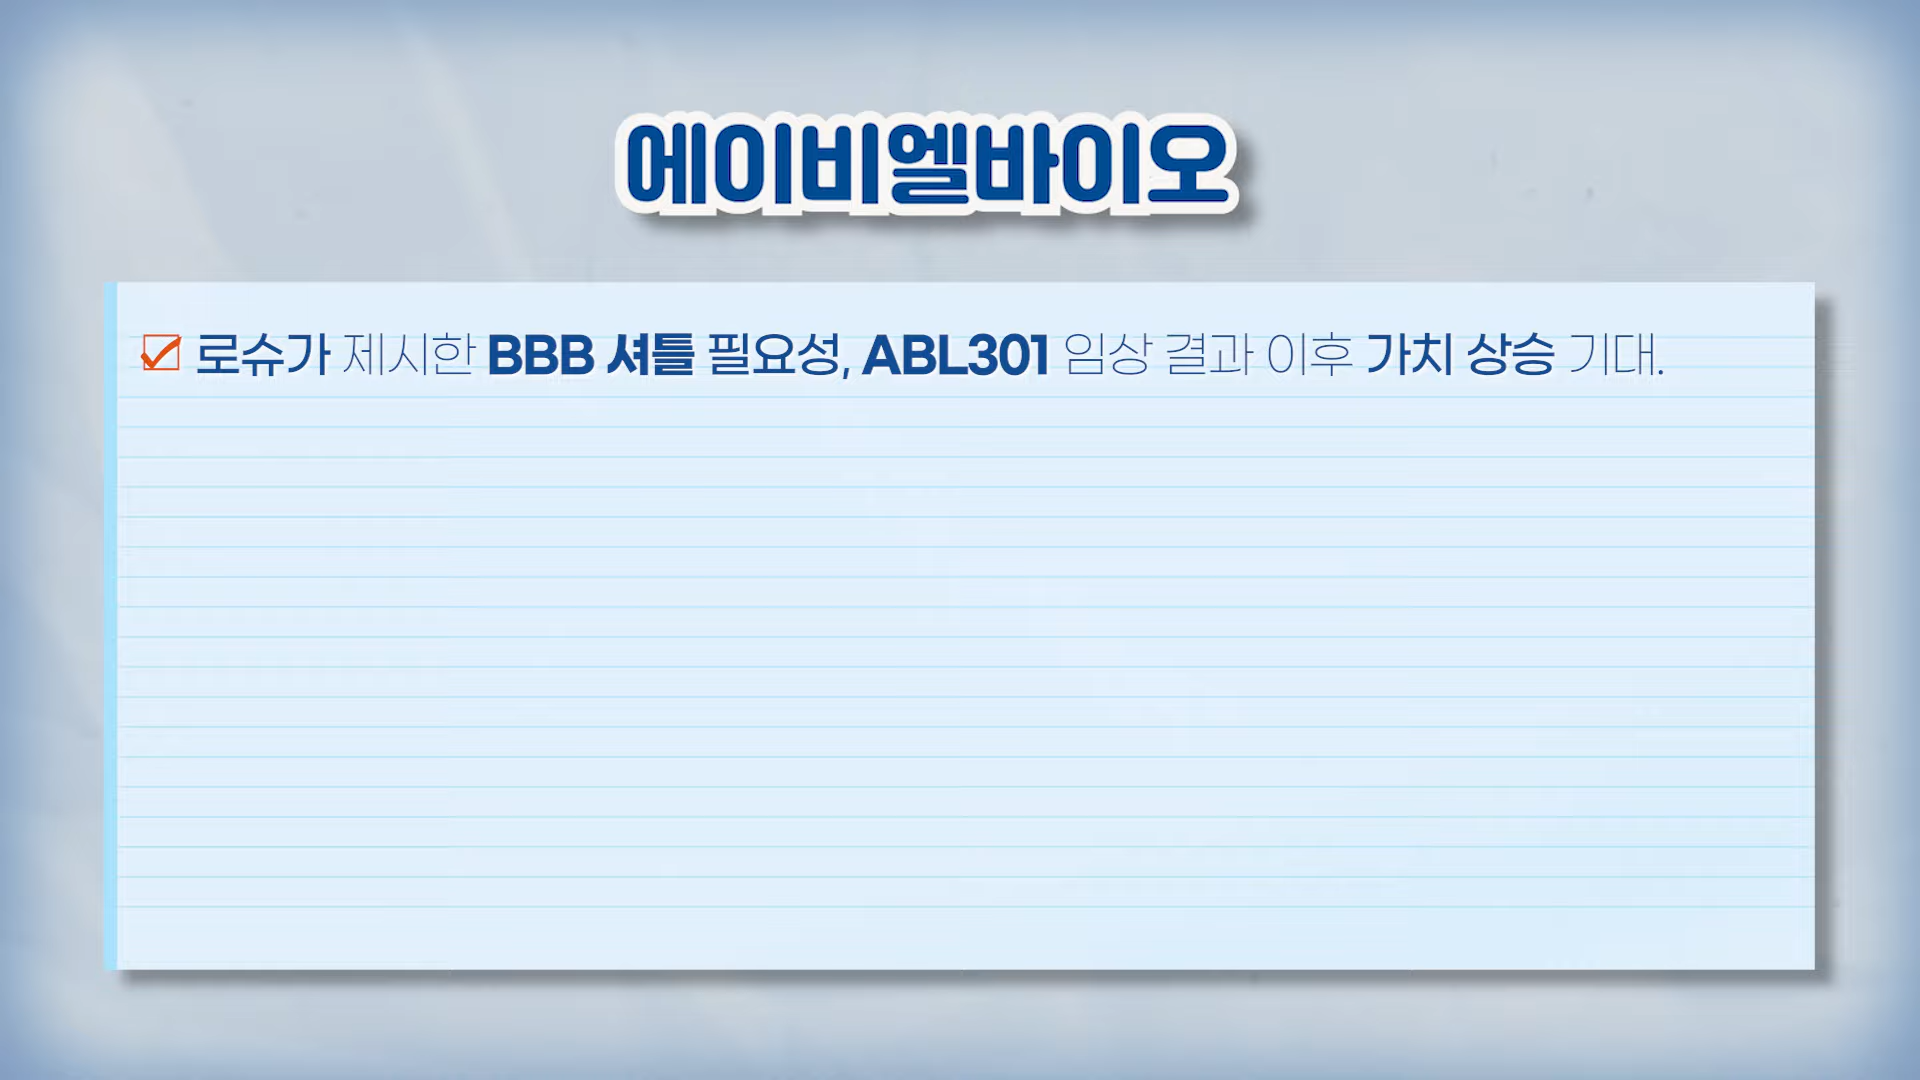 에이비엘바이오
로슈가 제시한 BBB 셔틀 필요성, ABL301 임상 결과 이후 가치 상승 기대.